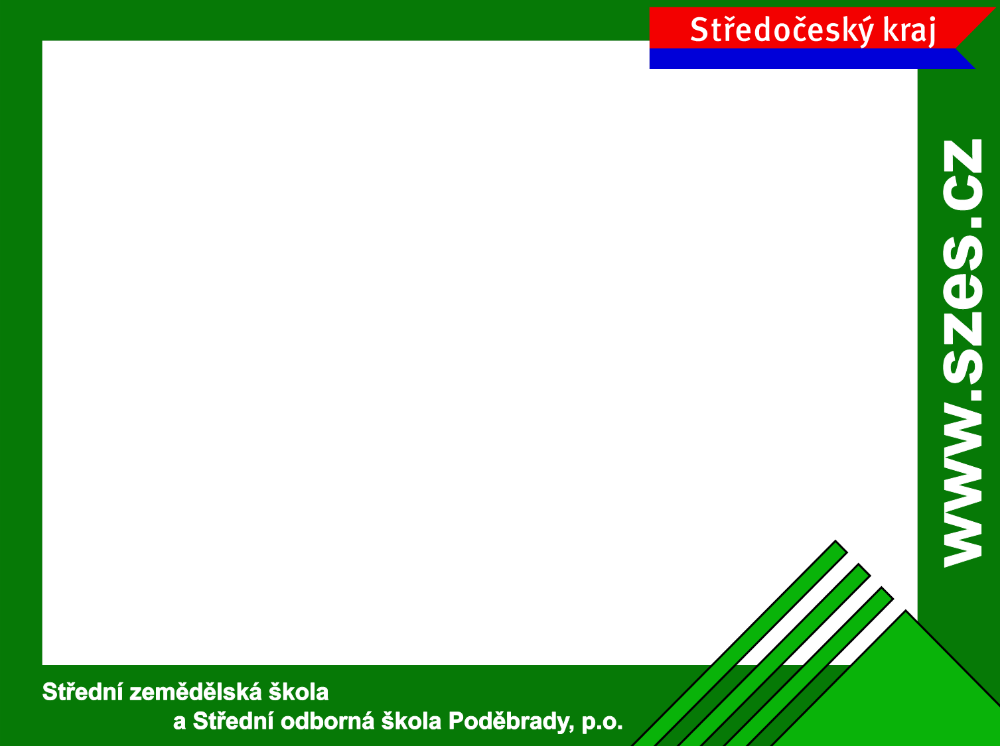 Středočeský kraj
www.szes.cz
Střední zemědělská škola
a Střední odborná škola Poděbrady, p.o.